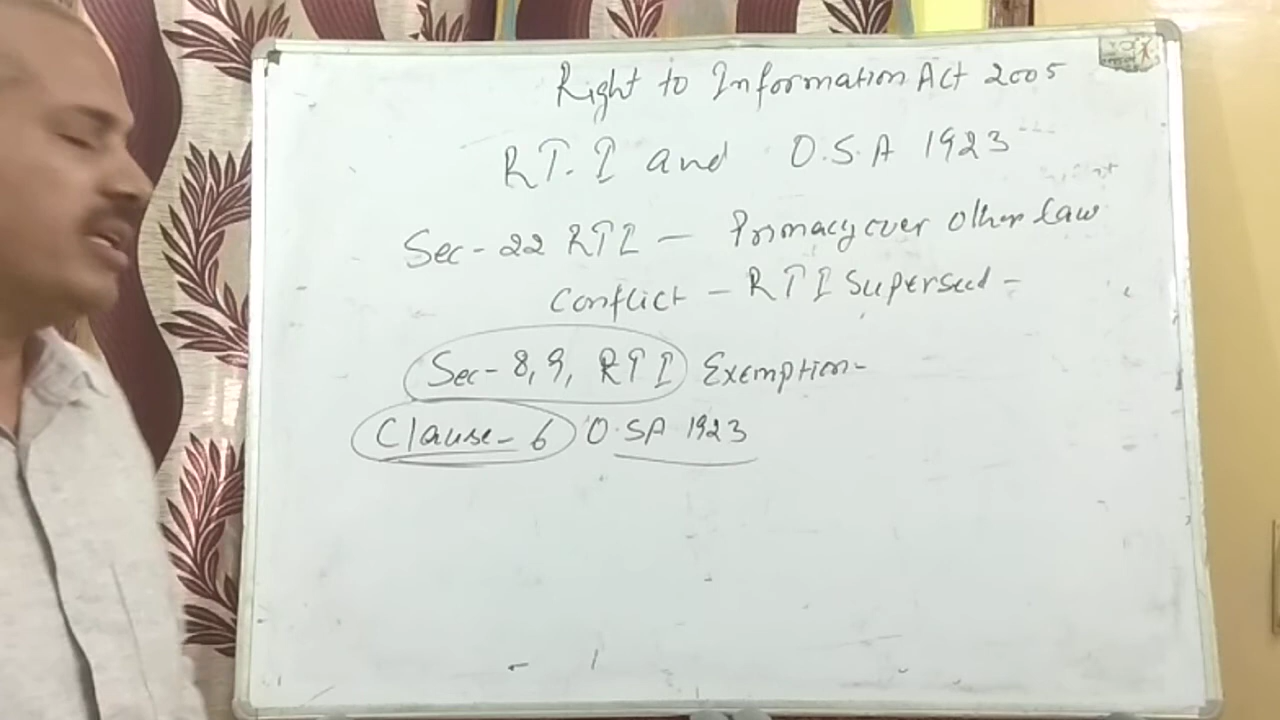 Right to Information Act 2005
R.T.I and O.S.A 1923
Sec-22 RTI — Primacy over other law
Conflict - RTI Supersed -
Sec-8,9, RTI Exemption-
Clause-6 O.SA 1923